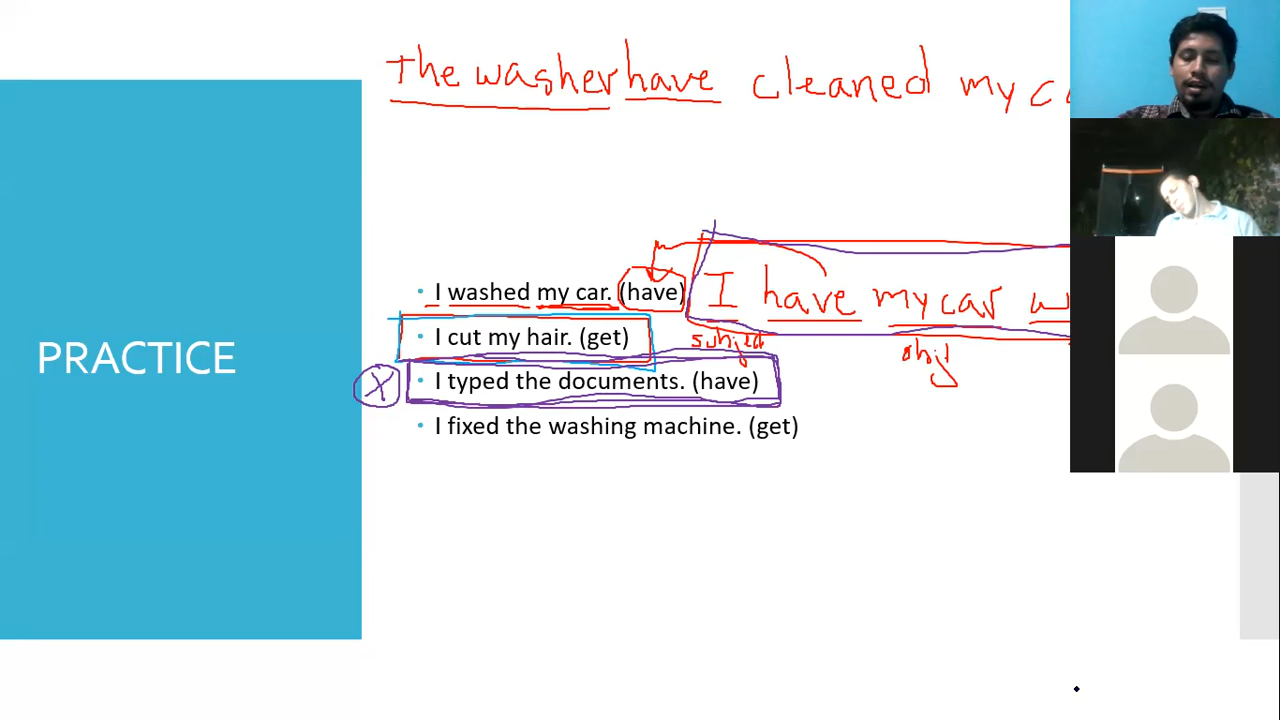 the washer have cleaned my
PRACTICE
• I washed my car. (have)
I have my car
subject
obj
• I cut my hair. (get)
X
• I typed the documents. (have)
• I fixed the washing machine. (get)